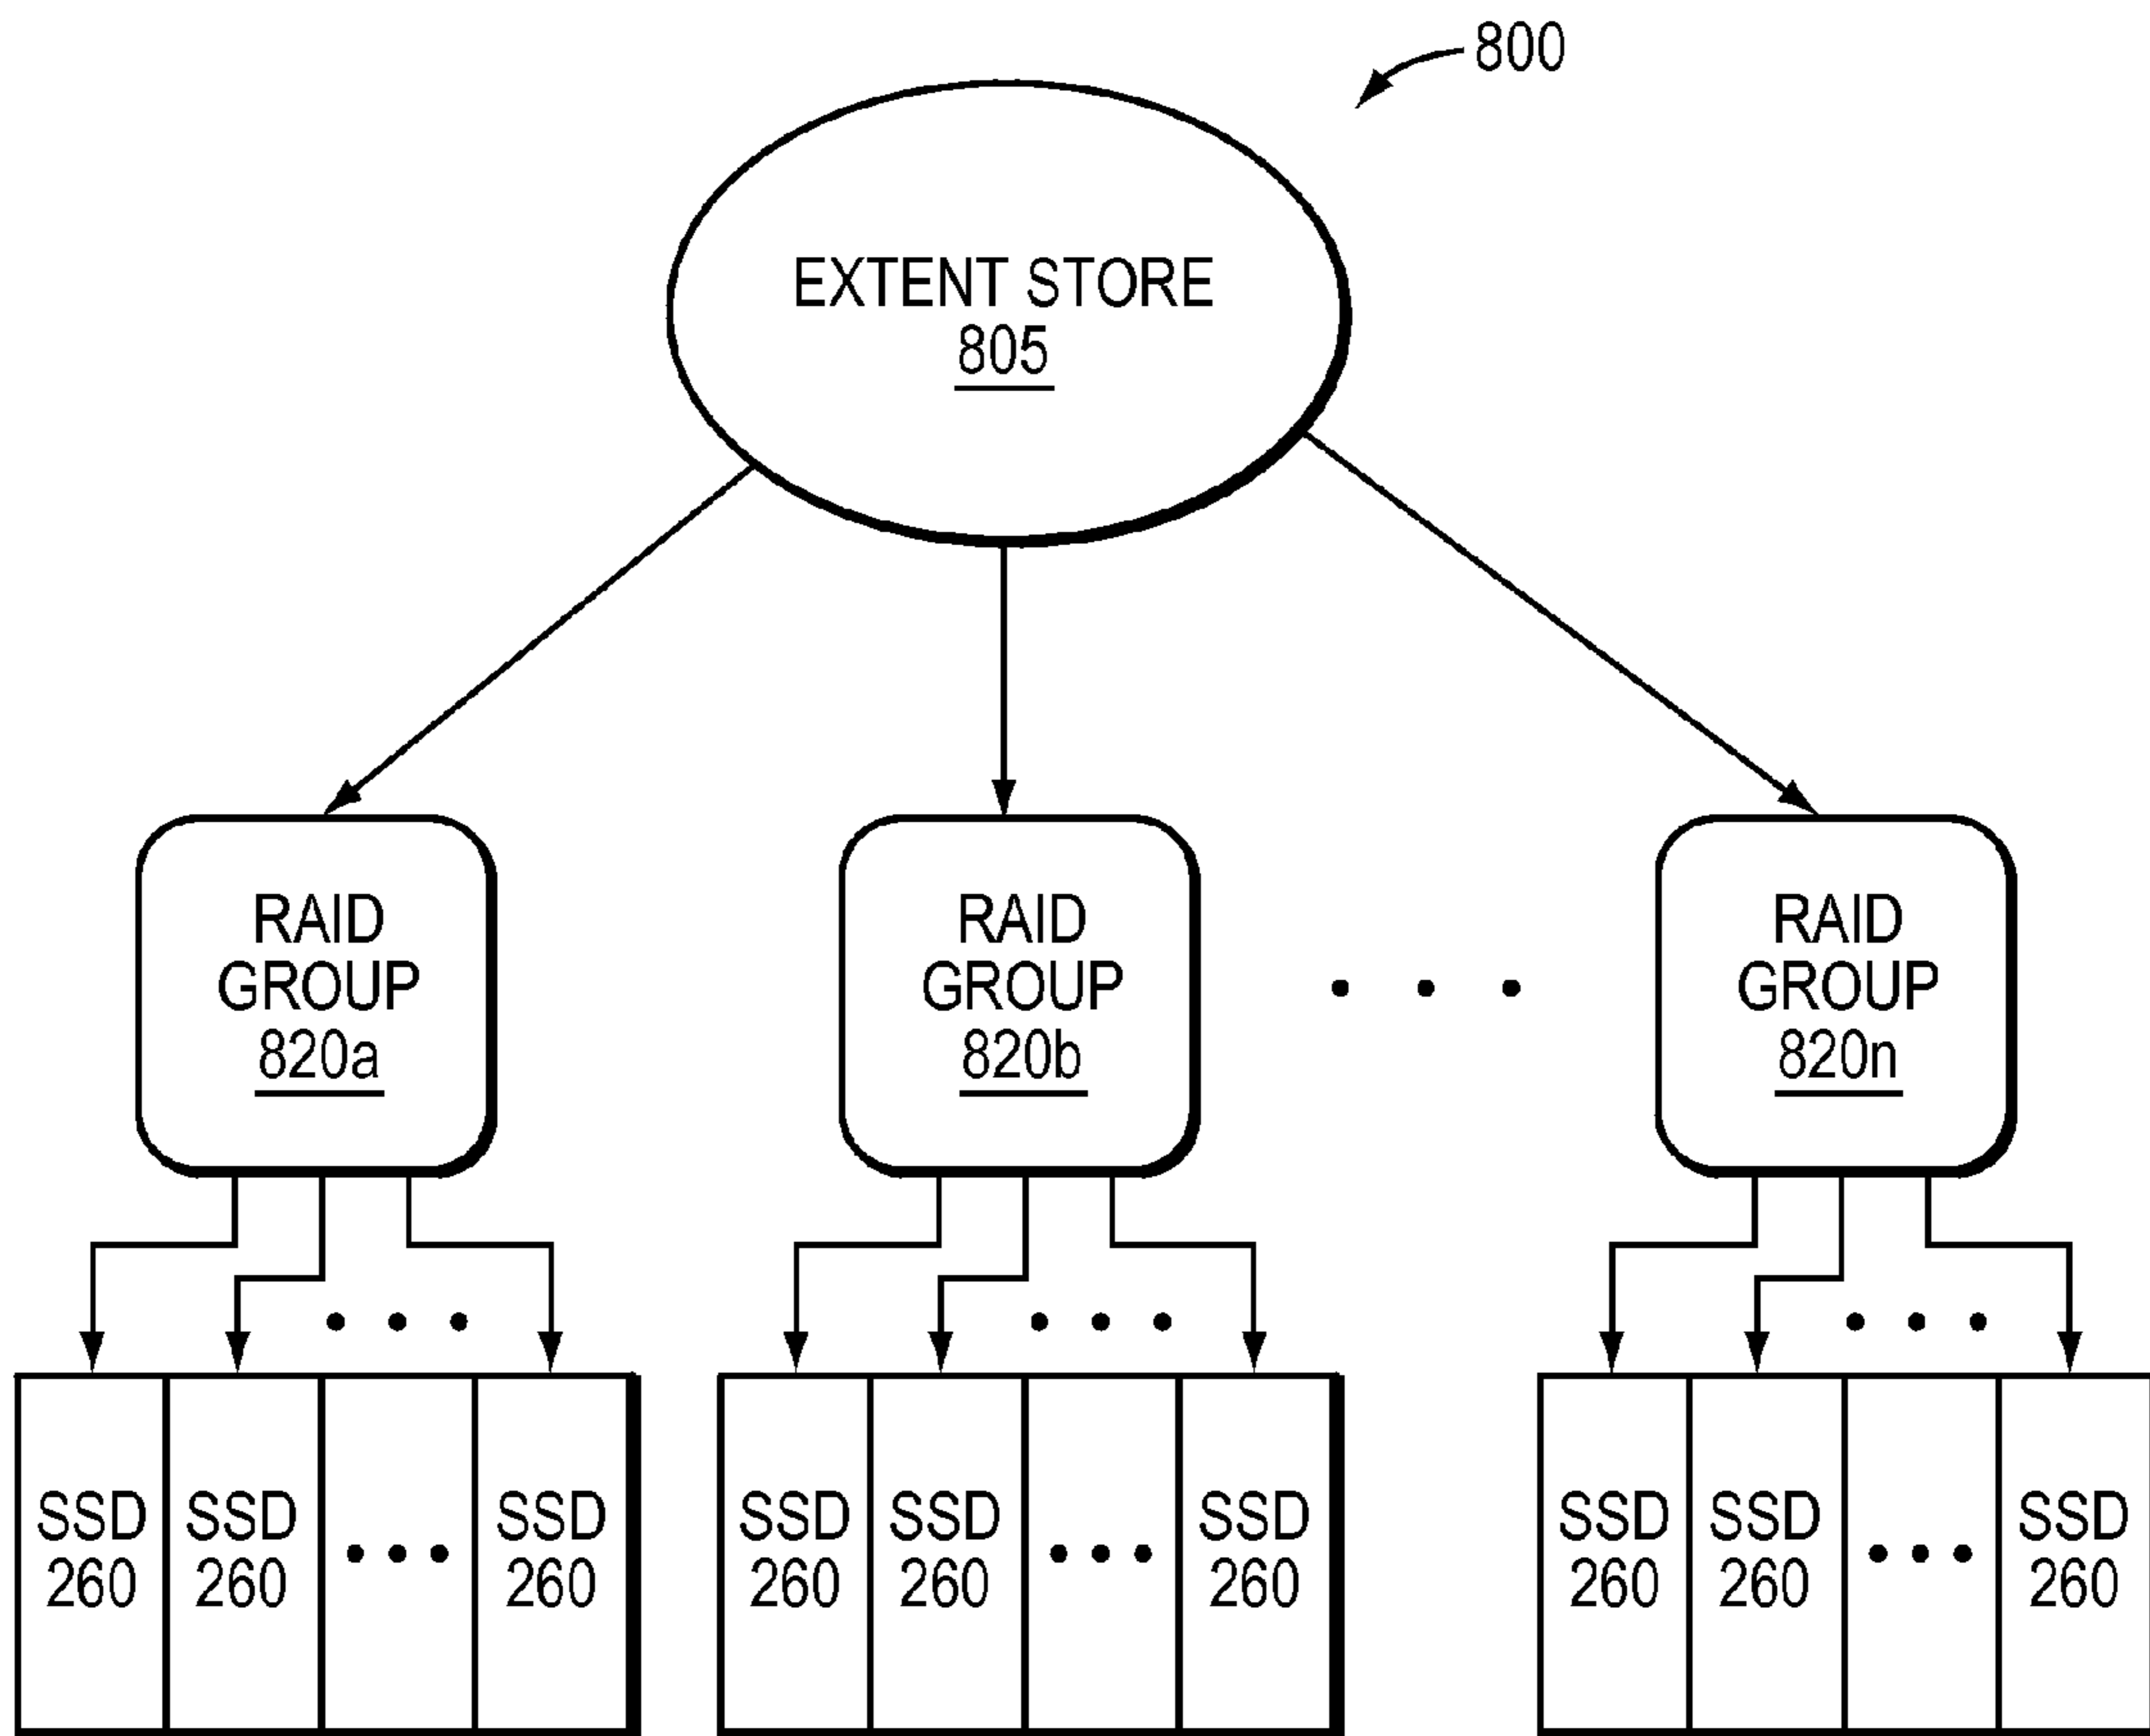 800
EXTENT STORE
805
RAID
GROUP
820a
RAID
GROUP
820b
• • •
RAID
GROUP
820n
• • •
• • •
• • •
SSD
260
SSD
260
• • •
SSD
260
SSD
260
SSD
260
• • •
SSD
260
SSD
260
SSD
260
• • •
SSD
260